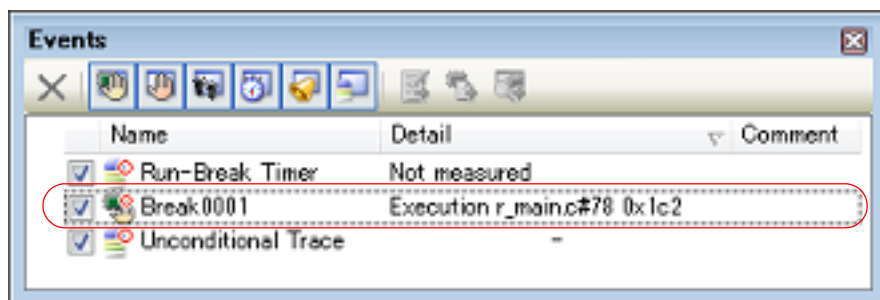 Events
Name Detail Comment
Run-Break Timer Not measured
Break0001 Execution r_main.c#78 0x1c2
Unconditional Trace -